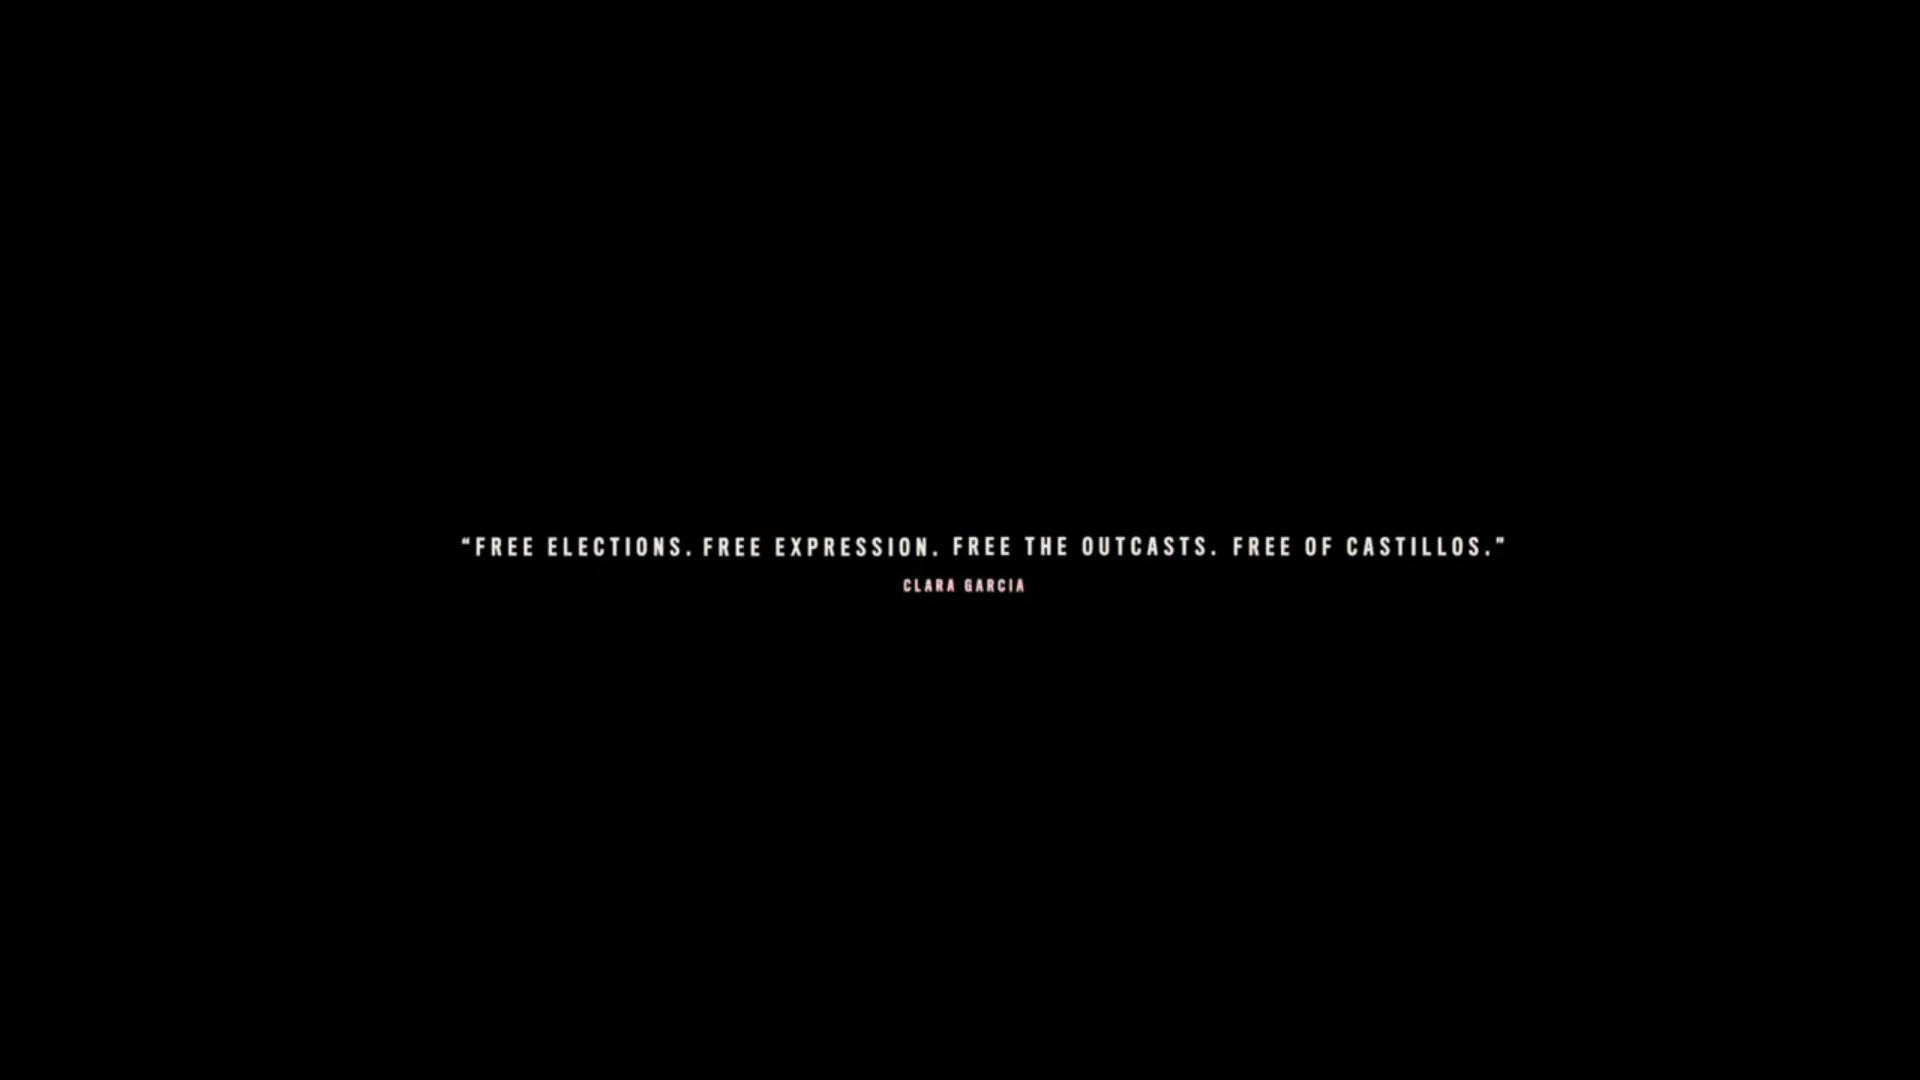 “FREE ELECTIONS. FREE EXPRESSION. FREE THE OUTCASTS. FREE OF CASTILLOS.”
CLARA GARCIA